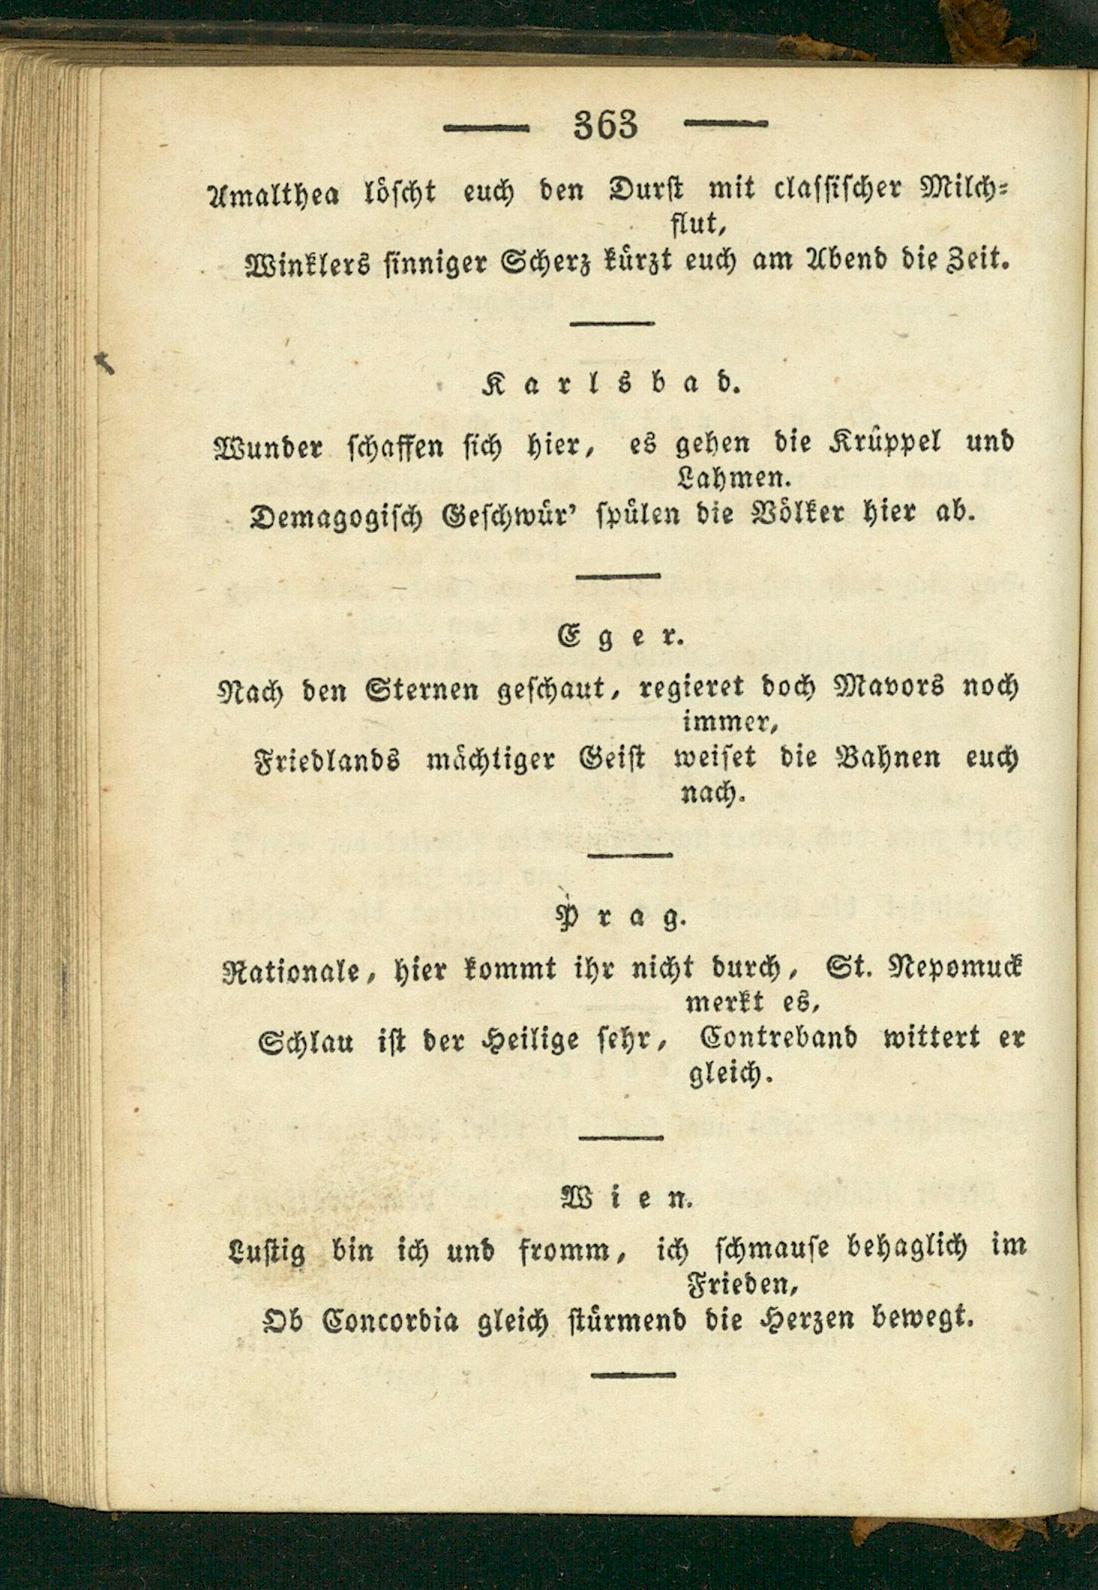 — 363 —
Amalthea löscht euch den Durst mit classischer Milch-
flut,
Winklers sinniger Scherz kürzt euch am Abend die Zeit.
Karlsbad.
Wunder schaffen sich hier, es gehen die Krüppel und
Lahmen.
Demagogisch Geschwür' spülen die Völker hier ab.
Eger.
Nach den Sternen geschaut, regieret doch Mavors noch
immer,
Friedlands mächtiger Geist weiset die Bahnen euch
nach.
Prag.
Nationale, hier kommt ihr nicht durch, St. Nepomuck
merkt es,
Schlau ist der Heilige sehr, Contreband wittert er
gleich.
Wien.
Lustig bin ich und fromm, ich schmause behaglich im
Frieden,
Ob Concordia gleich stürmend die Herzen bewegt.